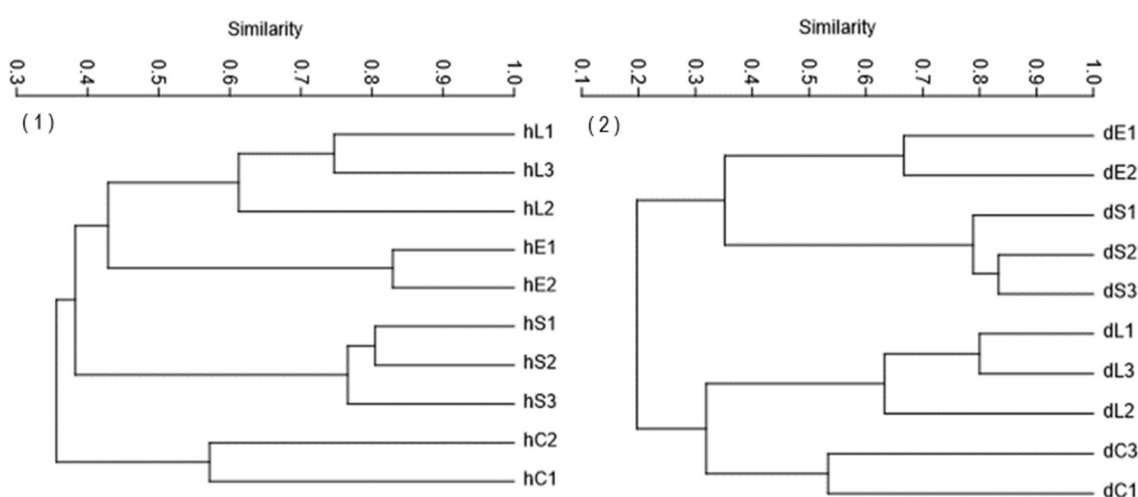 Similarity
0.3 0.4 0.5 0.6 0.7 0.8 0.9 1.0
(1)
hL1
hL3
hL2
hE1
hE2
hS1
hS2
hS3
hC2
hC1
Similarity
0.1 0.2 0.3 0.4 0.5 0.6 0.7 0.8 0.9 1.0
(2)
dE1
dE2
dS1
dS2
dS3
dL1
dL3
dL2
dC3
dC1